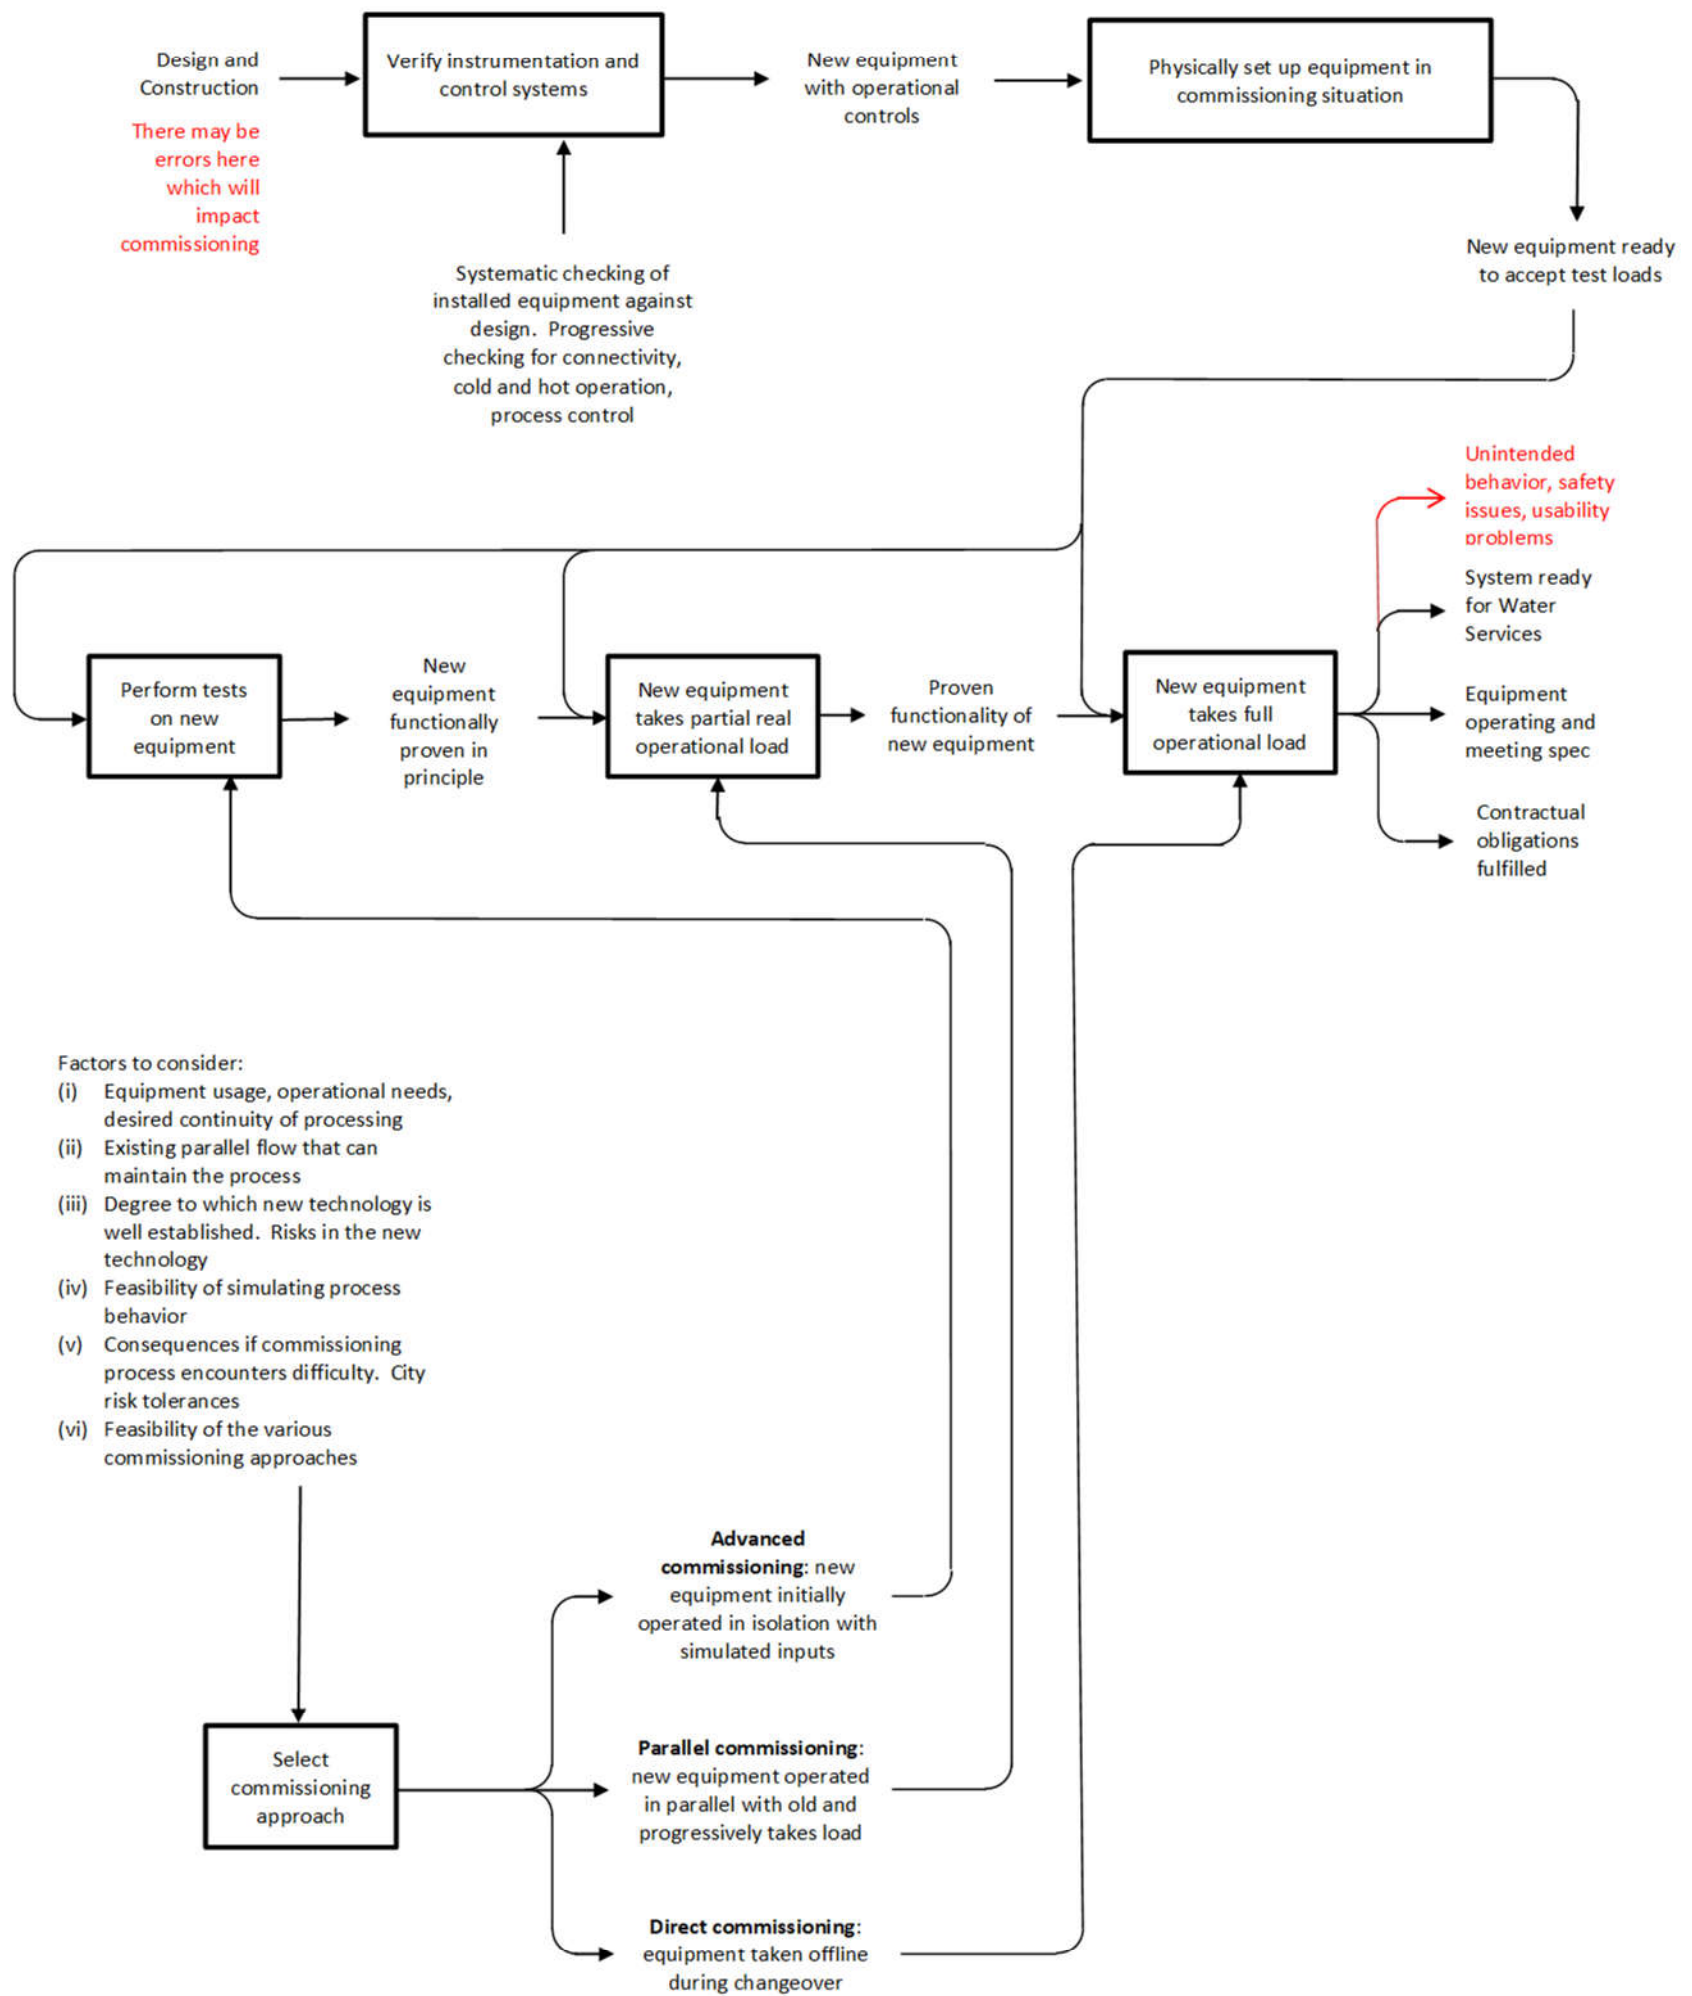 Design and
Construction
There may be
errors here
which will
impact
commissioning
Verify instrumentation and
control systems
Systematic checking of
installed equipment against
design.  Progressive
checking for connectivity,
cold and hot operation,
process control
New equipment
with operational
controls
Physically set up equipment in
commissioning situation
New equipment ready
to accept test loads
Perform tests
on new
equipment
New
equipment
functionally
proven in
principle
New equipment
takes partial real
operational load
Proven
functionality of
new equipment
New equipment
takes full
operational load
Unintended
behavior, safety
issues, usability
problems
System ready
for Water
Services
Equipment
operating and
meeting spec
Contractual
obligations
fulfilled
Factors to consider:
(i) Equipment usage, operational needs,
desired continuity of processing
(ii) Existing parallel flow that can
maintain the process
(iii) Degree to which new technology is
well established.  Risks in the new
technology
(iv) Feasibility of simulating process
behavior
(v) Consequences if commissioning
process encounters difficulty.  City
risk tolerances
(vi) Feasibility of the various
commissioning approaches
Select
commissioning
approach
Advanced
commissioning: new
equipment initially
operated in isolation with
simulated inputs
Parallel commissioning:
new equipment operated
in parallel with old and
progressively takes load
Direct commissioning:
equipment taken offline
during changeover